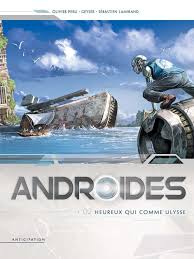 OLIVIER PERU - GEYSER - SÉBASTIEN LAMIRAND
ANDROIDES
HEUREUX QUI COMME ULYSSE
ANTICIPATION